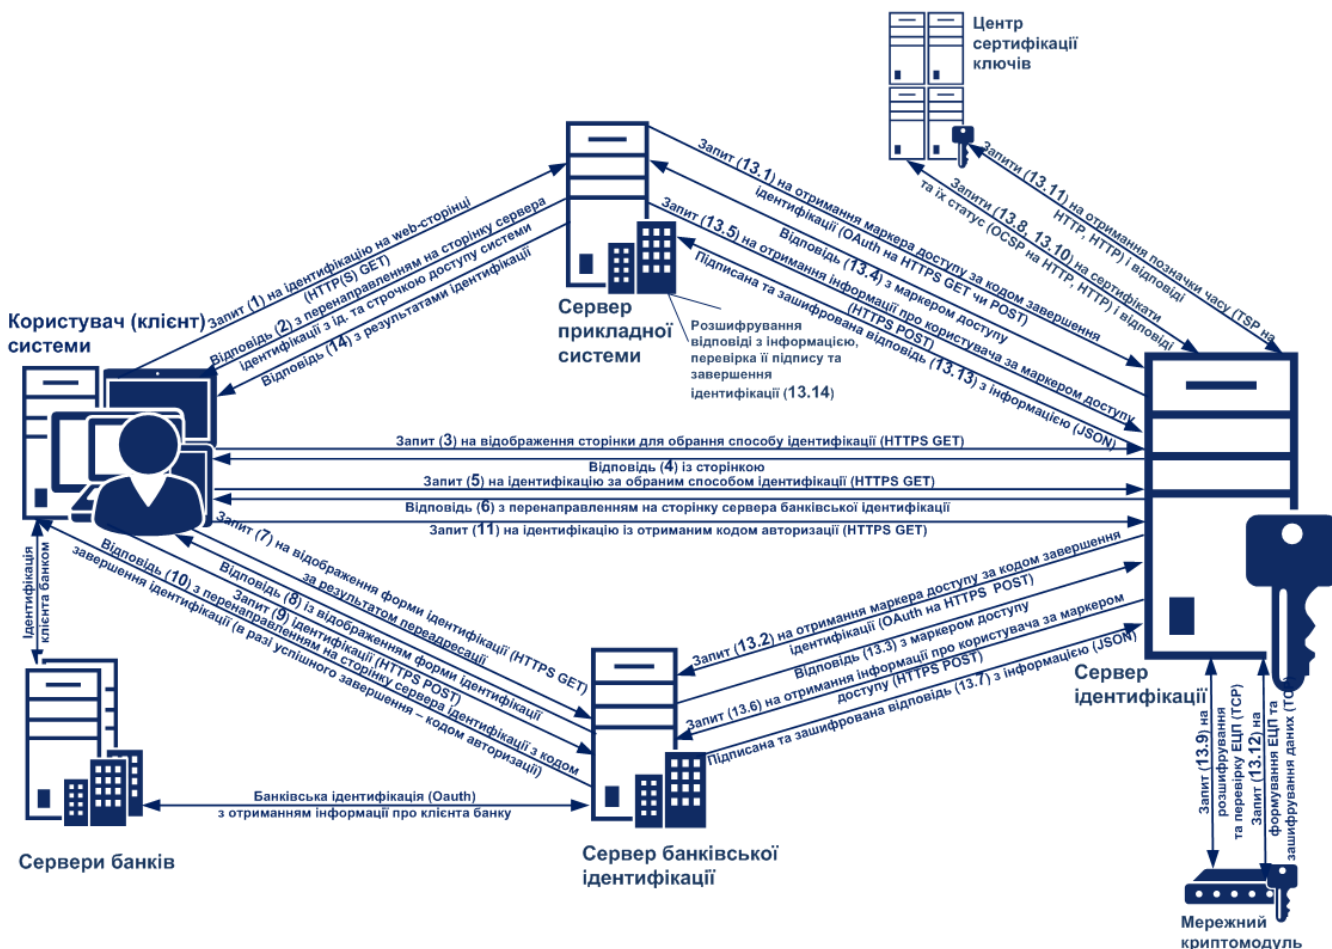 Центр
сертифікації
ключів
Запити (13.11) на отримання позначки часу (TSP на
HTTP, HTTP) і відповіді
Запити (13.8, 13.10) на сертифікати
та їх статус (OCSP на HTTP, HTTP) і відповіді
Запит (13.1) на отримання маркера доступу за кодом завершення
ідентифікації (OAuth на HTTPS GET чи POST)
Відповідь (13.4) з маркером доступу
Запит (13.5) на отримання інформації про користувача за маркером доступу
(HTTPS POST)
Підписана та зашифрована відповідь (13.13) з інформацією (JSON)
Сервер
прикладної
системи
Розшифрування
відповіді з інформацією,
перевірка її підпису та
завершення
ідентифікації (13.14)
Запит (1) на ідентифікацію на web-сторінці
(HTTP(S) GET)
Відповідь (2) з перенаправленням на сторінку сервера
ідентифікації з ід. та строчкою доступу системи
Відповідь (14) з результатами ідентифікації
Користувач (клієнт)
системи
Запит (3) на відображення сторінки для обрання способу ідентифікації (HTTPS GET)
Відповідь (4) із сторінкою
Запит (5) на ідентифікацію за обраним способом ідентифікації (HTTPS GET)
Відповідь (6) з перенаправленням на сторінку сервера банківської ідентифікації
Запит (11) на ідентифікацію із отриманим кодом авторизації (HTTPS GET)
Запит (7) на відображення форми ідентифікації (HTTPS GET)
за результатом переадресації
Відповідь (8) із відображенням форми ідентифікації
Запит (9) ідентифікації (HTTPS POST)
Відповідь (10) з перенаправленням на сторінку сервера ідентифікації з кодом
завершення ідентифікації (в разі успішного завершення – кодом авторизації)
Ідентифікація
клієнта банком
Запит (13.2) на отримання маркера доступу за кодом завершення
ідентифікації (OAuth на HTTPS POST)
Відповідь (13.3) з маркером доступу
Запит (13.6) на отримання інформації про користувача за маркером
доступу (HTTPS POST)
Підписана та зашифрована відповідь (13.7) з інформацією (JSON)
Сервер
ідентифікації
Запит (13.9) на
розшифрування
та перевірку ЕЦП (TCP)
Запит (13.12) на
формування ЕЦП та
зашифрування даних
Банківська ідентифікація (Oauth)
з отриманням інформації про клієнта банку
Сервери банків
Сервер банківської
ідентифікації
Мережний
криптомодуль